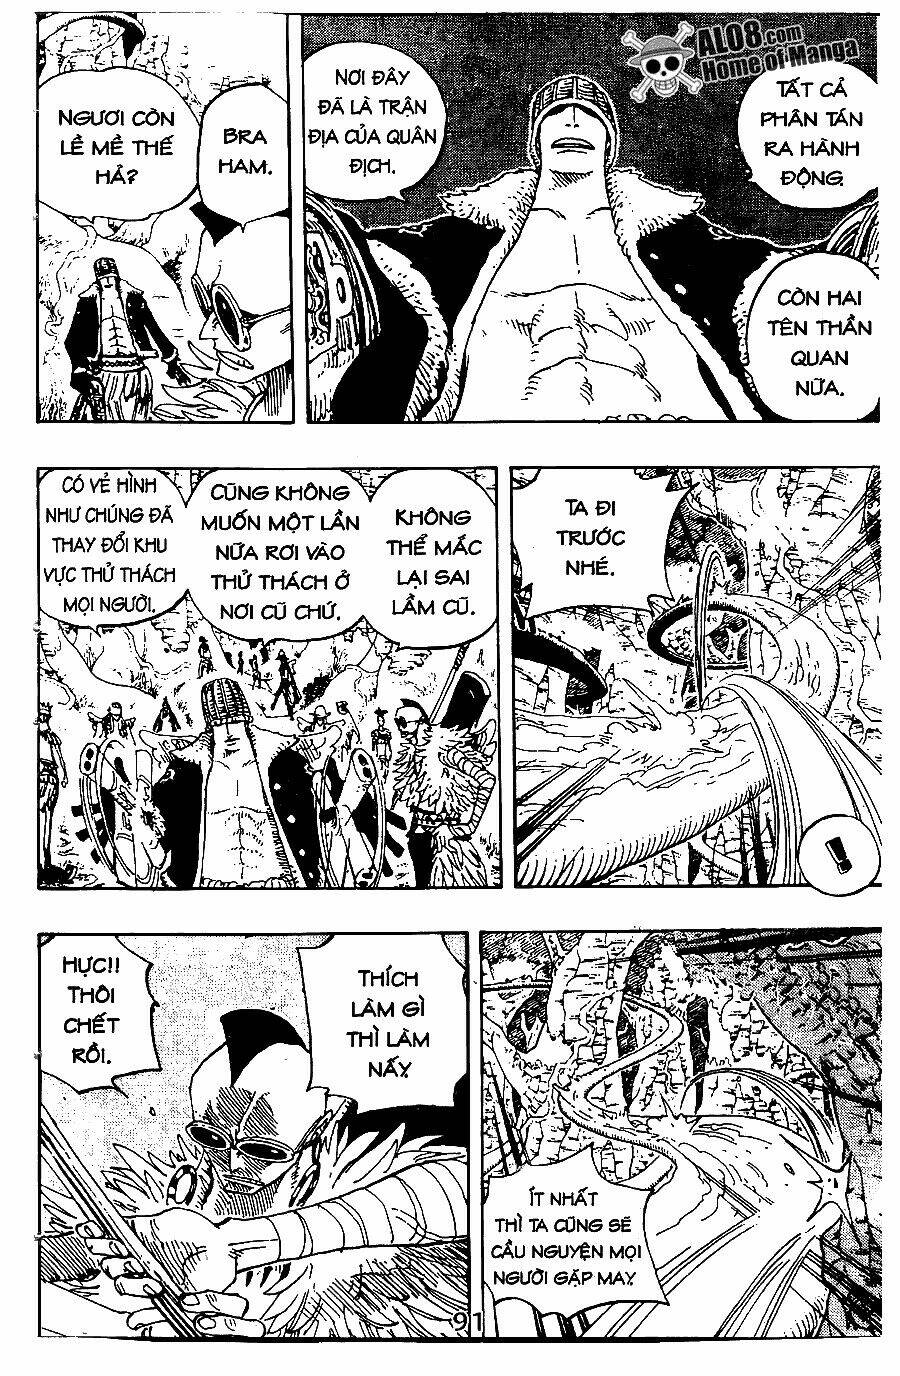 ALO8.com
Home of Manga
TẤT CẢ
PHÂN TÁN
RA HÀNH
ĐỘNG.
CÒN HAI
TÊN THẦN
QUAN
NỮA.
NƠI ĐÂY
ĐÃ LÀ TRẬN
ĐỊA CỦA QUÂN
ĐỊCH.
BRA
HAM.
NGƯƠI CÒN
LỀ MỀ THẾ
HẢ?
TA ĐI
TRƯỚC
NHÉ.
!
KHÔNG
THỂ MẮC
LẠI SAI
LẦM CŨ.
CŨNG KHÔNG
MUỐN MỘT LẦN
NỮA RƠI VÀO
THỬ THÁCH Ở
NƠI CŨ CHỨ.
CÓ VẺ HÌNH
NHƯ CHÚNG ĐÃ
THAY ĐỔI KHU
VỰC THỬ THÁCH
MỌI NGƯỜI.
ÍT NHẤT
THÌ TA CŨNG SẼ
CẦU NGUYỆN MỌI
NGƯỜI GẶP MAY.
THÍCH
LÀM GÌ
THÌ LÀM
NẤY.
HỰC!!
THÔI
CHẾT
RỒI.
91